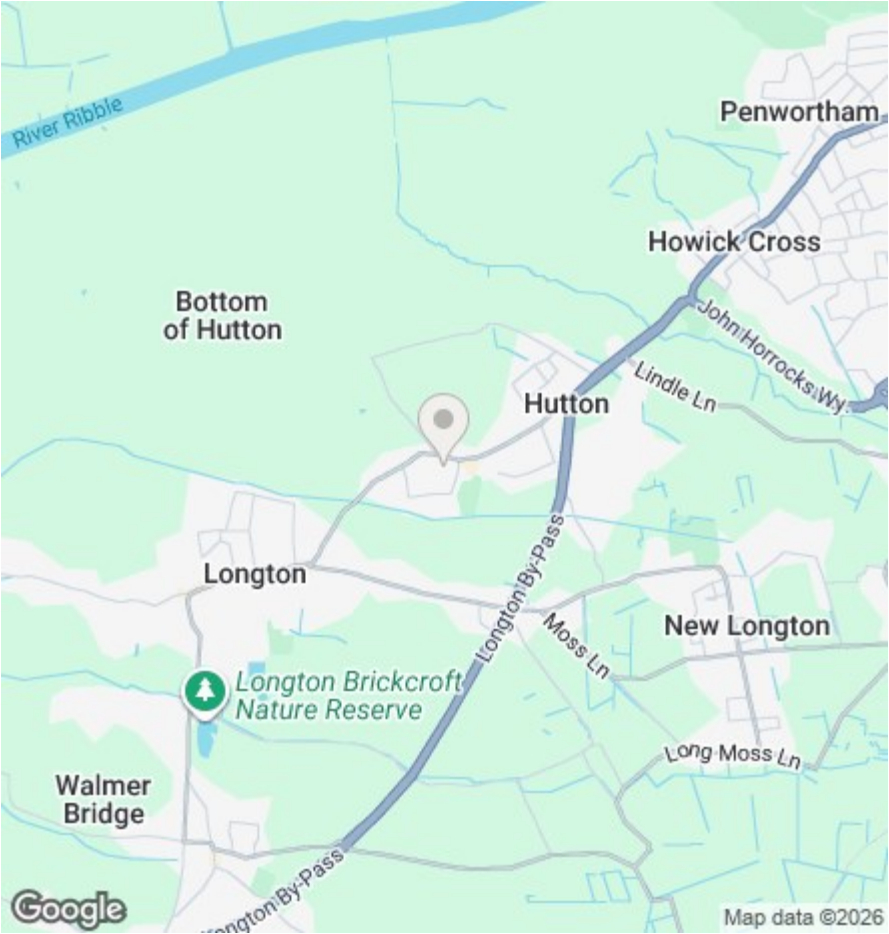 River Ribble
Penwortham
Howick Cross
Bottom
of Hutton
John Horrocks Wy.
Lindle Ln
Hutton
Longton By-Pass
Longton
Moss Ln
New Longton
Longton Brickcroft
Nature Reserve
Long Moss Ln
Walmer
Bridge
Longton By-Pass
Google
Map data ©2026